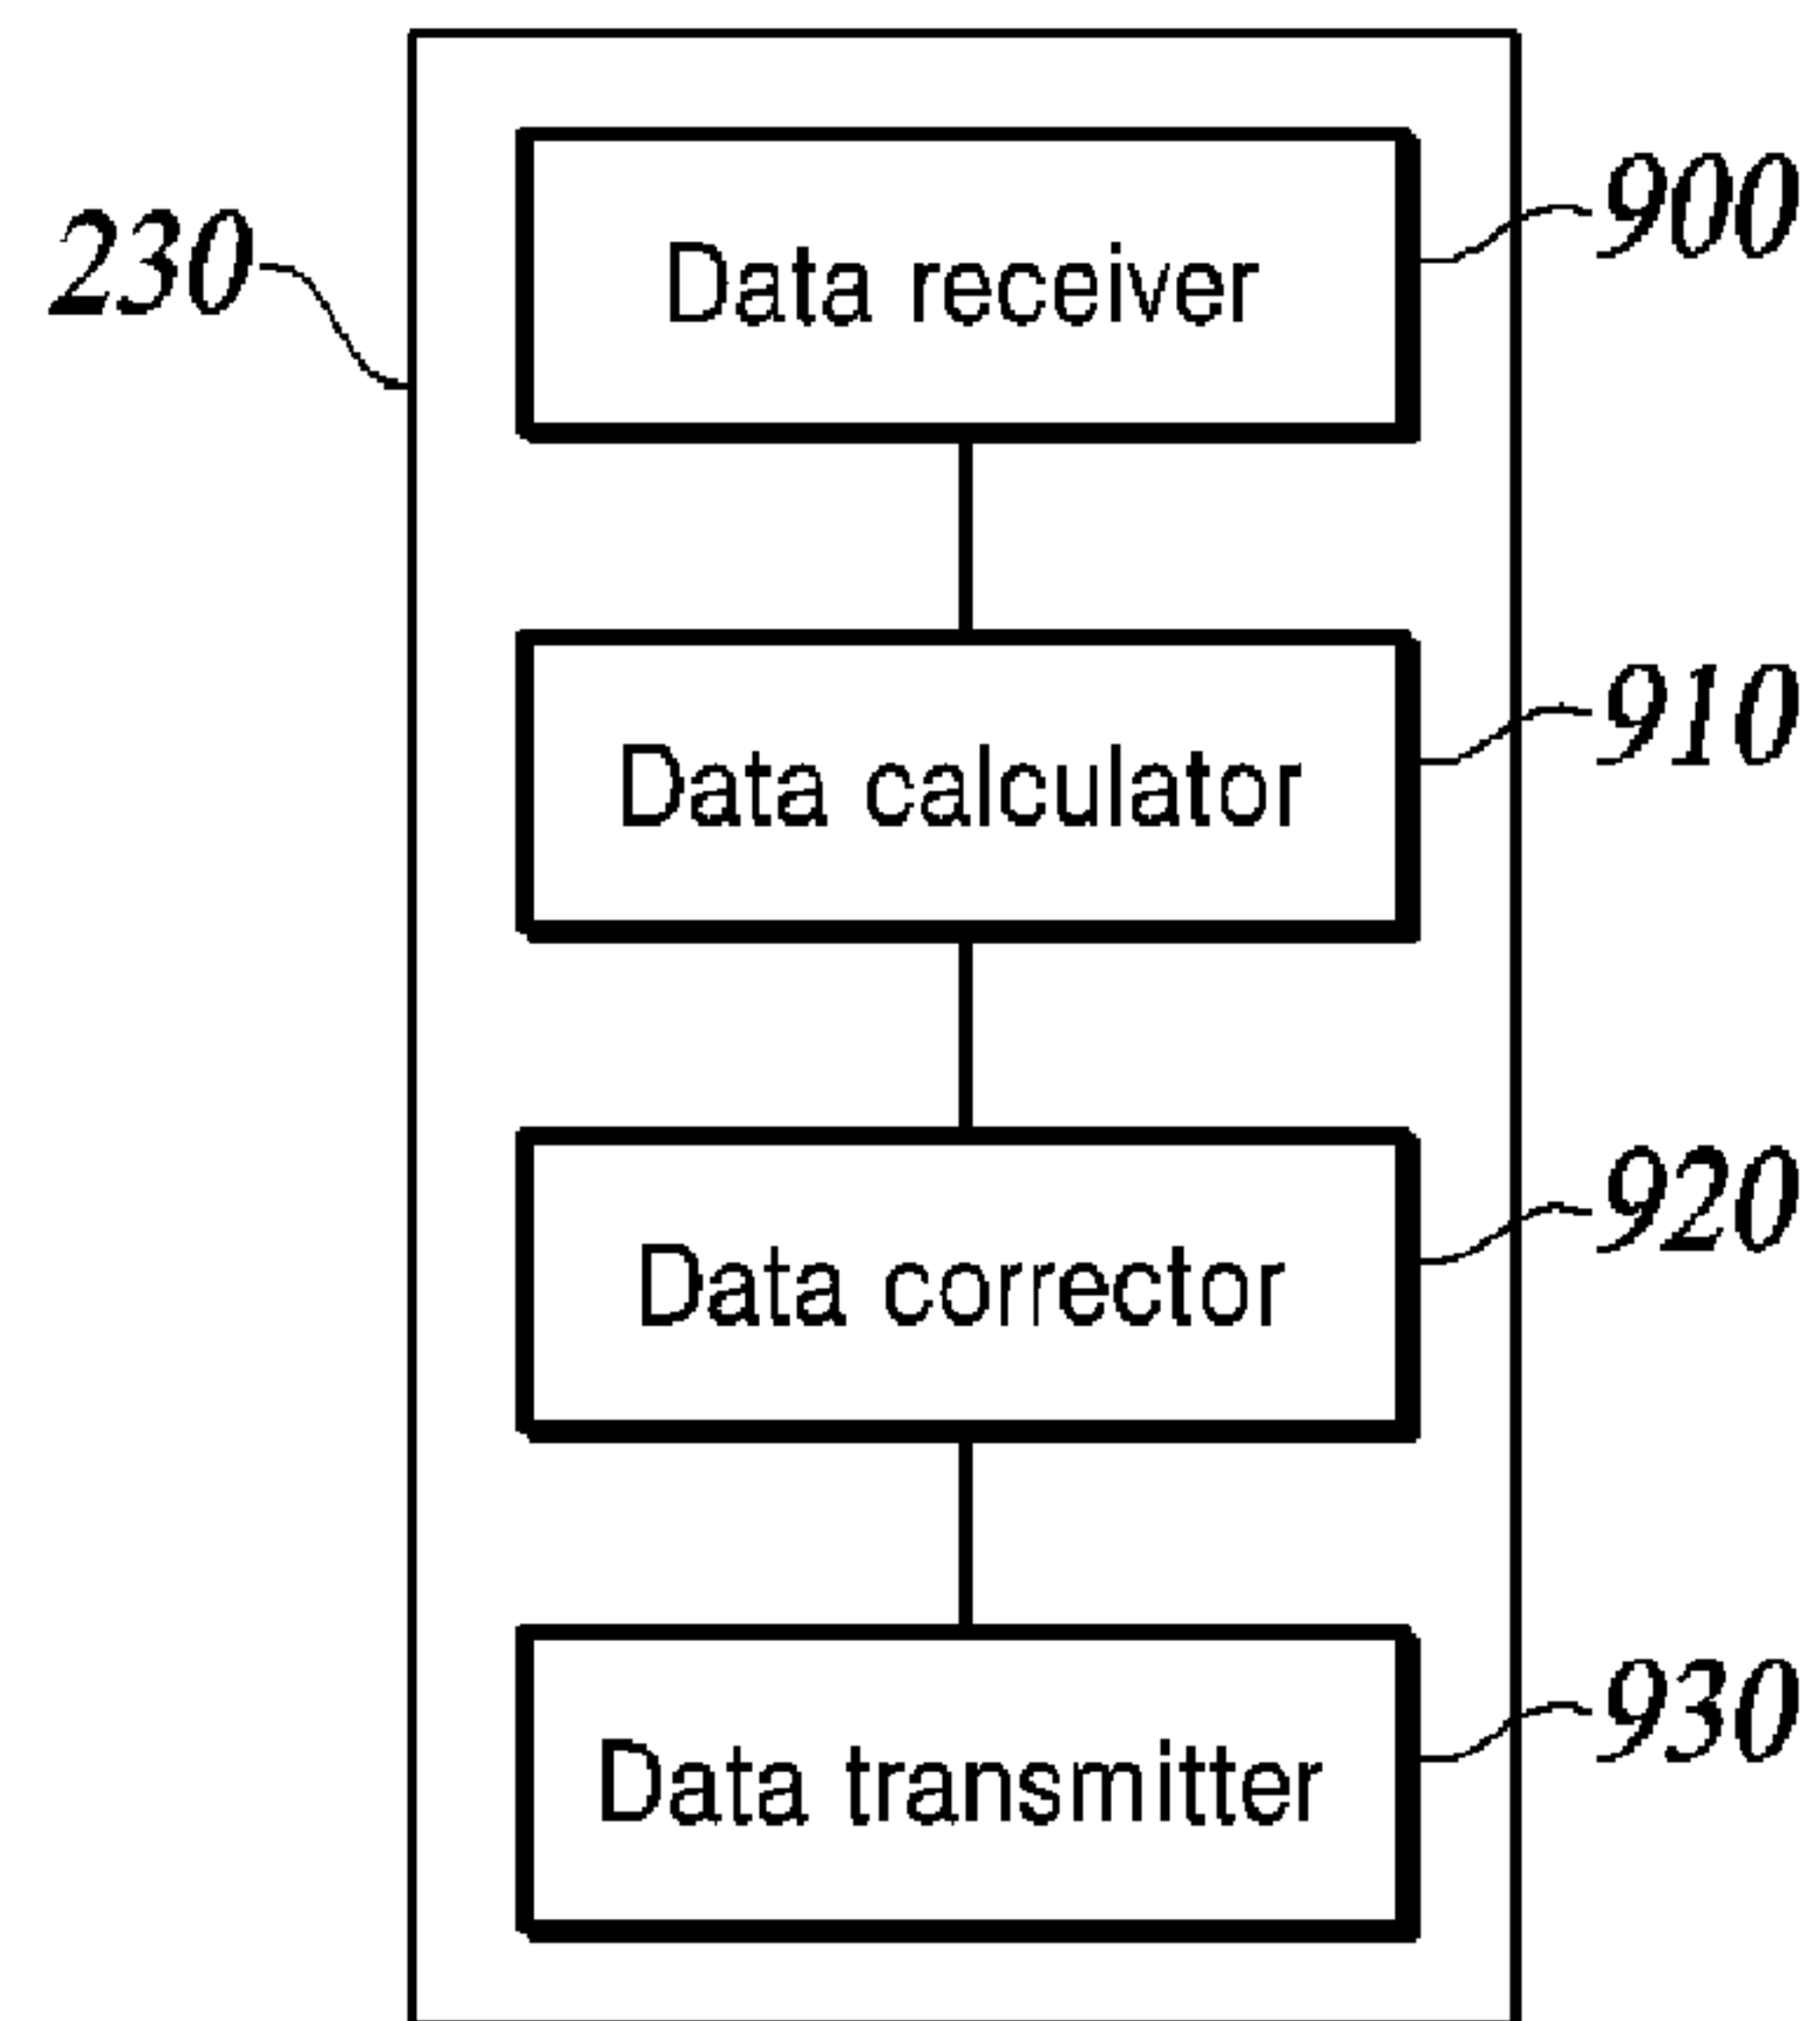 900
230
Data receiver
910
Data calculator
920
Data corrector
930
Data transmitter